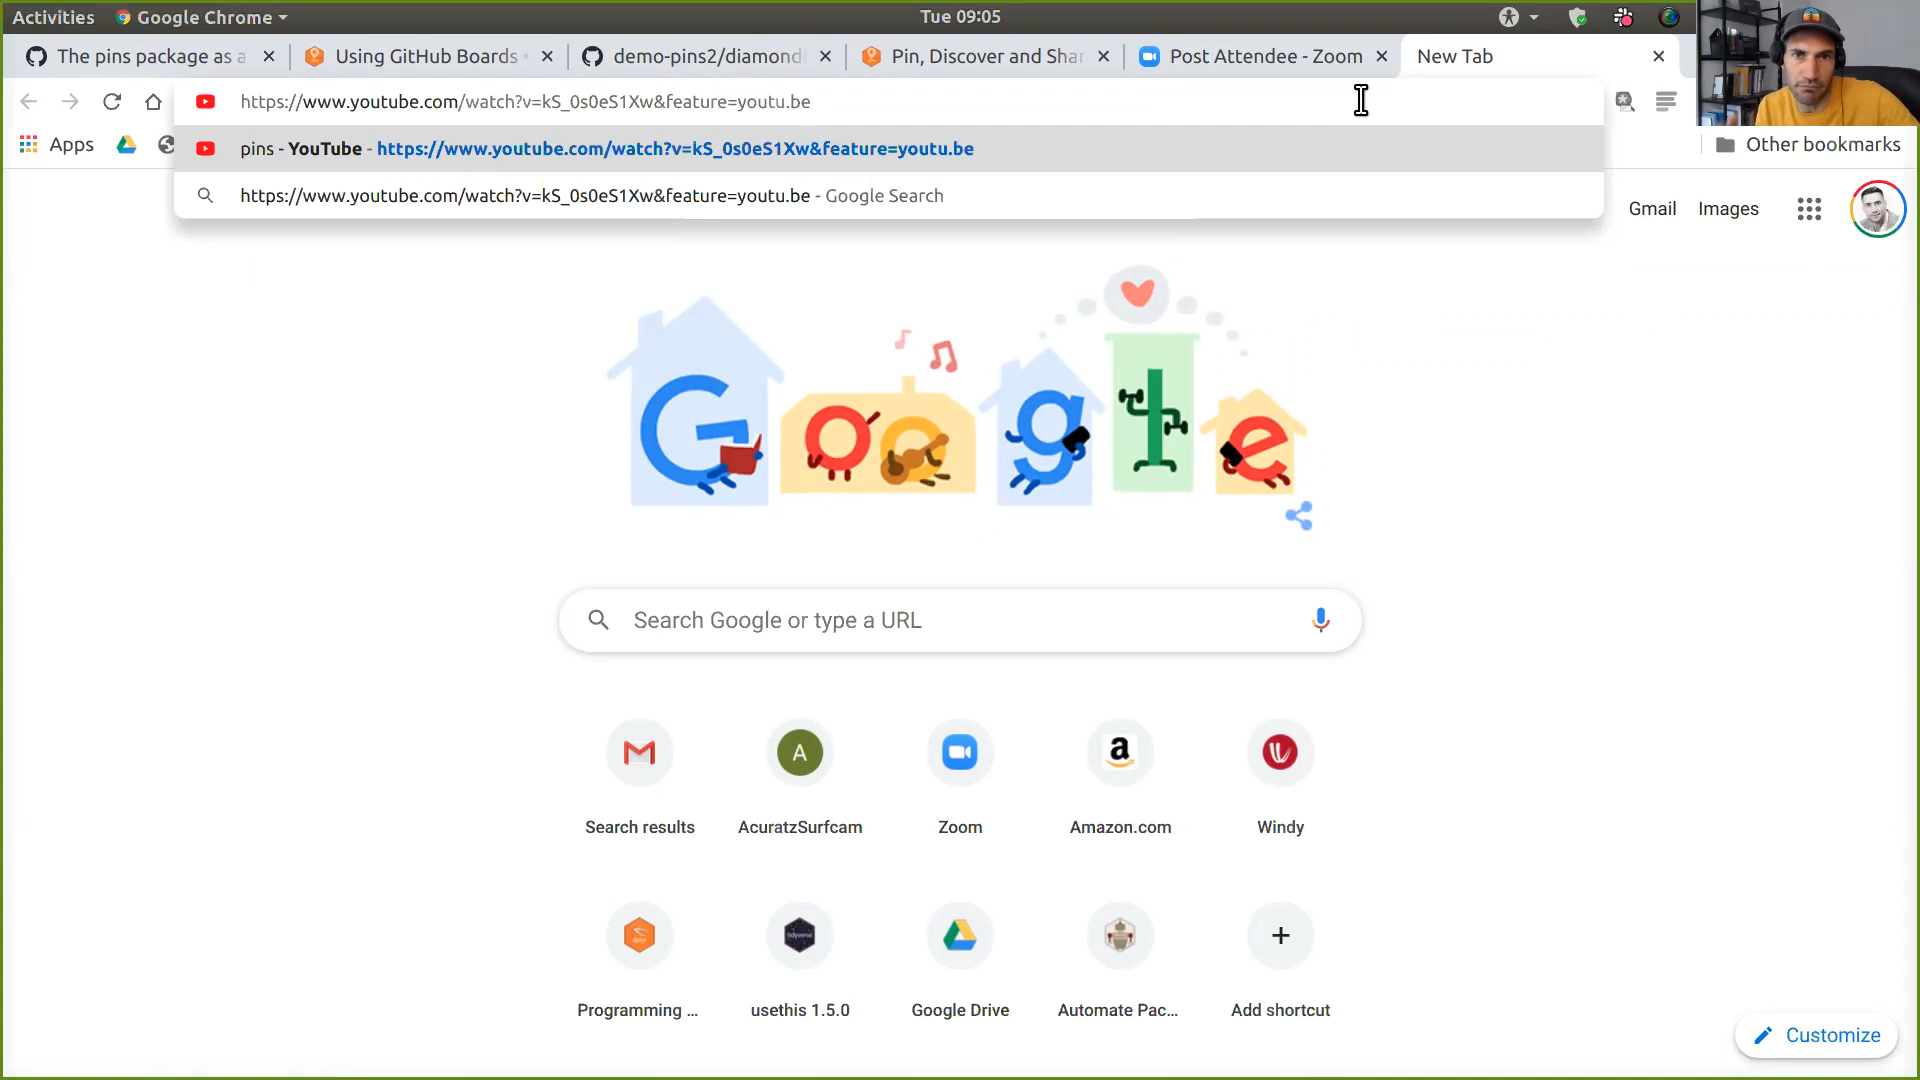 Activities Google Chrome Tue 09:05
The pins package as a Using GitHub Boards demo-pins2/diamond Pin, Discover and Shar Post Attendee - Zoom New Tab
https://www.youtube.com/watch?v=kS_0s0eS1Xw&feature=youtu.be
Apps Other bookmarks
pins - YouTube - https://www.youtube.com/watch?v=kS_0s0eS1Xw&feature=youtu.be
https://www.youtube.com/watch?v=kS_0s0eS1Xw&feature=youtu.be - Google Search
Gmail Images
Google
Search Google or type a URL
A a
Search results AcuratzSurfcam Zoom Amazon.com Windy
tidyverse
Programming ... usethis 1.5.0 Google Drive Automate Pac... Add shortcut
Customize